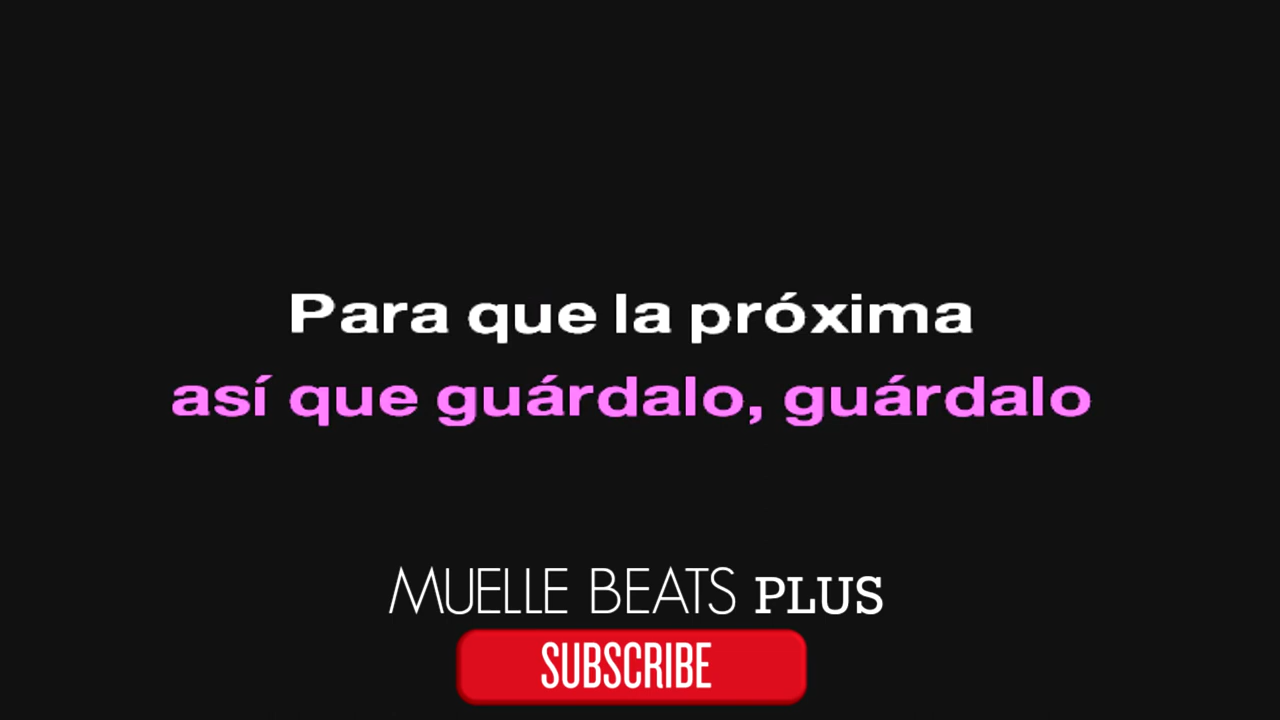 Para que la próxima
así que guárdalo, guárdalo
MUELLE BEATS PLUS
SUBSCRIBE